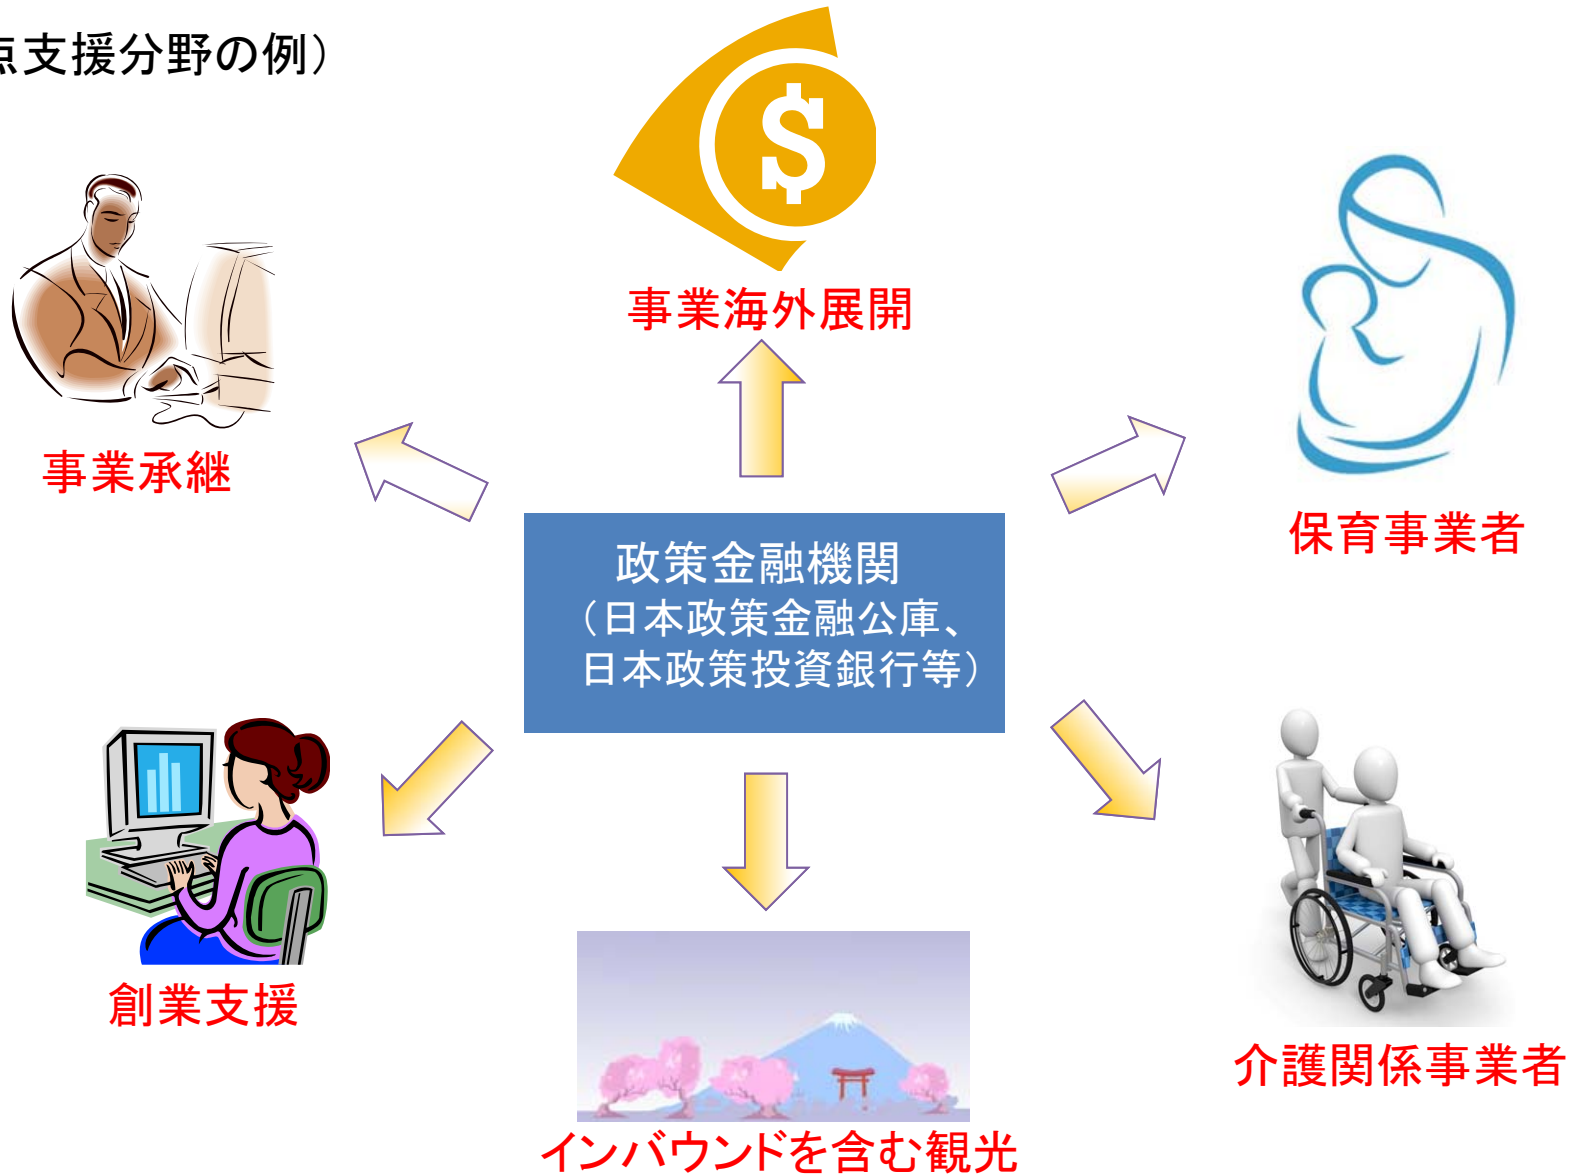 点支援分野の例）
事業海外展開
事業承継
保育事業者
政策金融機関
（日本政策金融公庫、
日本政策投資銀行等）
創業支援
介護関係事業者
インバウンドを含む観光